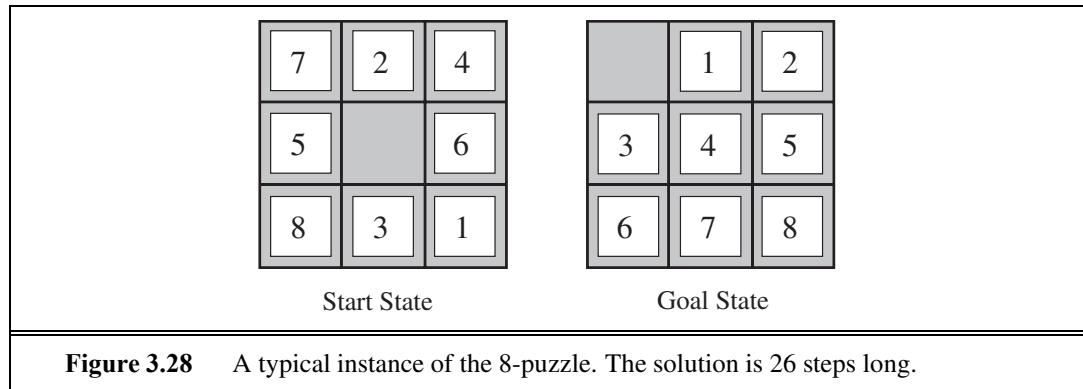 7 2 4
5 6
8 3 1
Start State
1 2
3 4 5
6 7 8
Goal State
Figure 3.28 A typical instance of the 8-puzzle. The solution is 26 steps long.